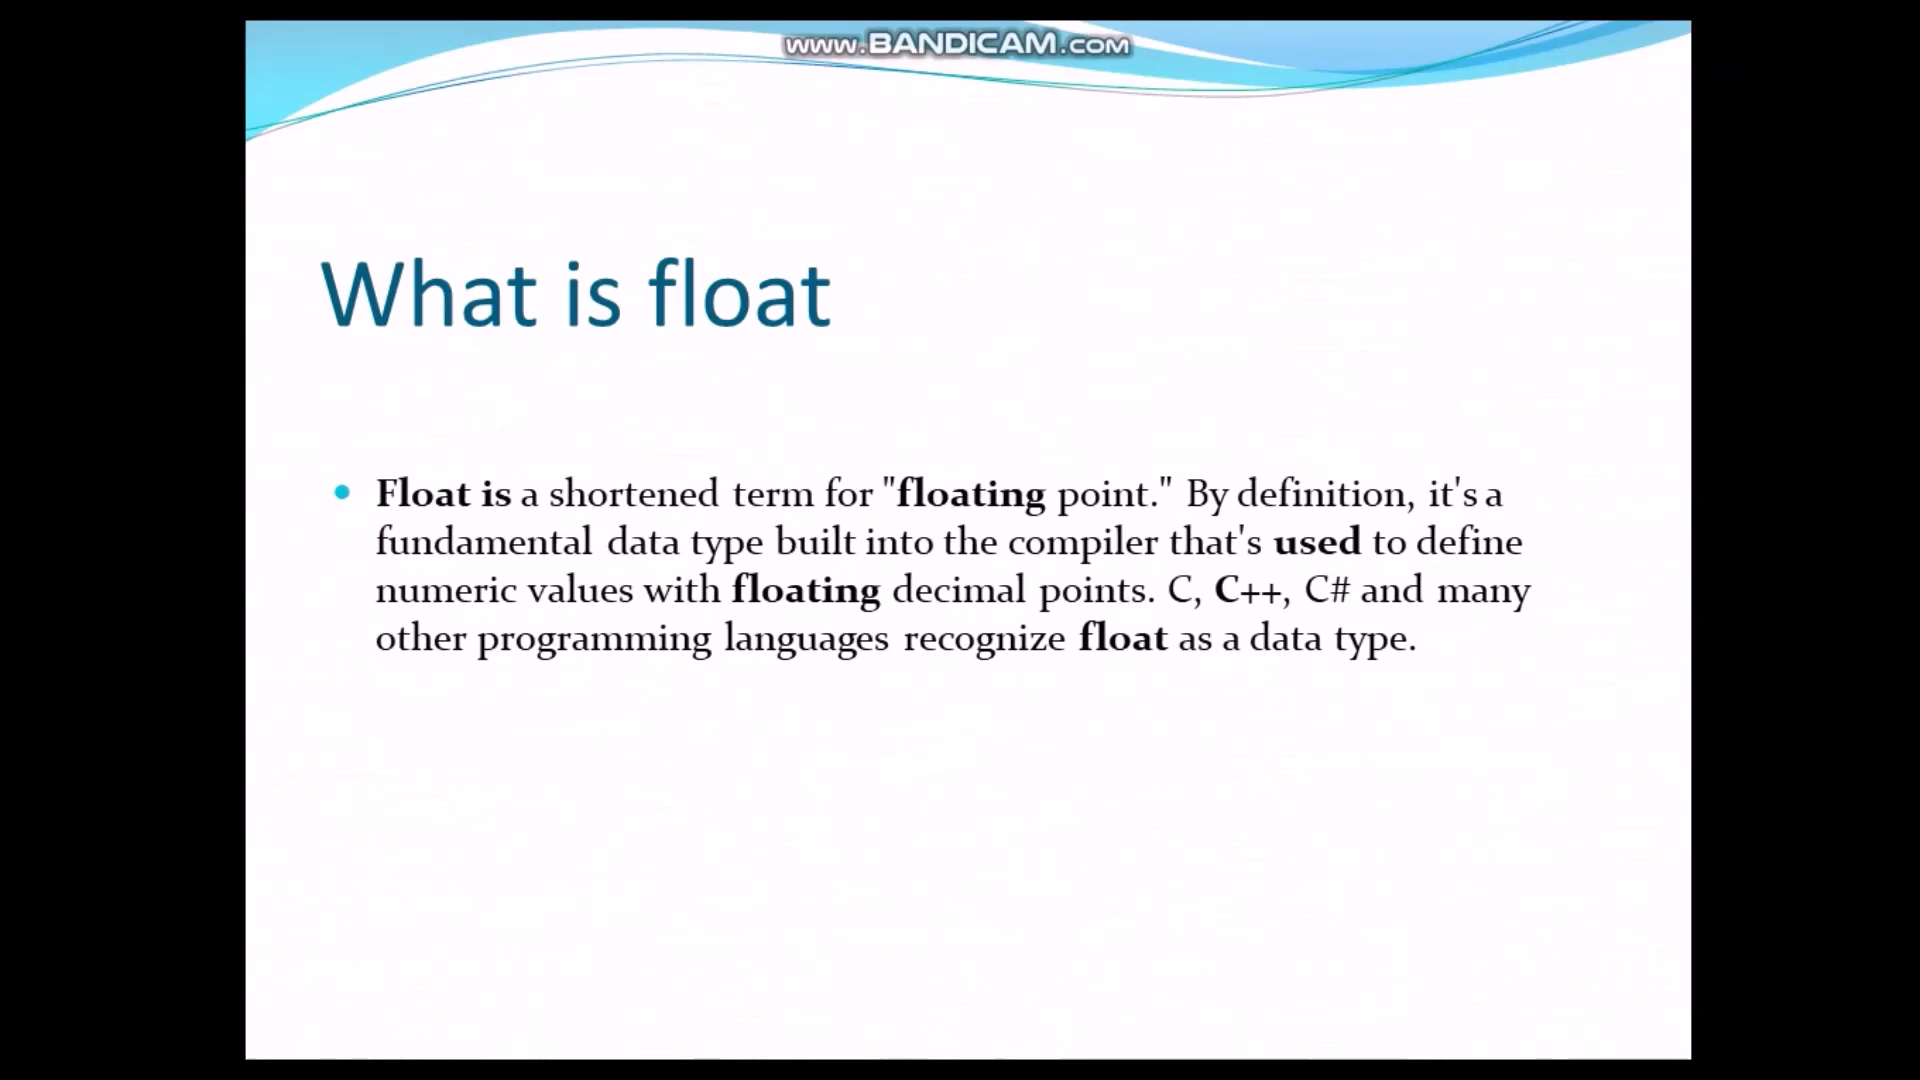 www.BANDICAM.com
What is float
Float is a shortened term for "floating point." By definition, it's a
fundamental data type built into the compiler that's used to define
numeric values with floating decimal points. C, C++, C# and many
other programming languages recognize float as a data type.